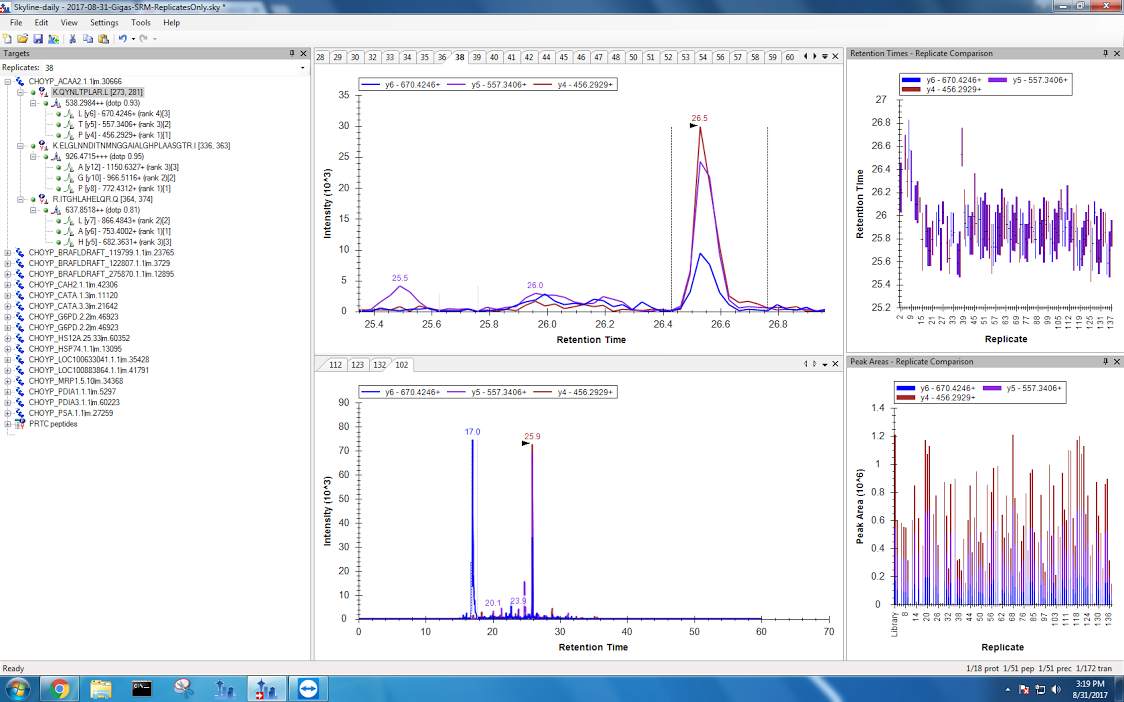 Skyline-daily - 2017-08-31-Gigas-SRM-ReplicatesOnly.sky *
File Edit View Settings Tools Help
Targets
Replicates: 38
CHOYP_ACAA2.1.1|m.30666
K.QYNLTPLAR.L [273, 281]
538.2984++ (dotp 0.93)
L [y6] - 670.4246+ (rank 4)[3]
T [y5] - 557.3406+ (rank 3)[2]
P [y4] - 456.2929+ (rank 1)[1]
K.ELGLNNDITNMNGGAIALGHPLAASGTR.I [336, 363]
926.4715+++ (dotp 0.95)
A [y12] - 1150.6327+ (rank 3)[3]
G [y10] - 966.5116+ (rank 2)[2]
P [y8] - 772.4312+ (rank 1)[1]
R.ITGHLAHELQR.Q [364, 374]
637.8518++ (dotp 0.81)
L [y7] - 866.4843+ (rank 2)[2]
A [y6] - 753.4002+ (rank 1)[1]
H [y5] - 682.3631+ (rank 3)[3]
CHOYP_BRAFLDRAFT_119799.1.1|m.23765
CHOYP_BRAFLDRAFT_122807.1.1|m.3729
CHOYP_BRAFLDRAFT_275870.1.1|m.12895
CHOYP_CAH2.1.1|m.42306
CHOYP_CATA.1.3|m.11120
CHOYP_CATA.3.3|m.21642
CHOYP_G6PD.2.2|m.46923
CHOYP_G6PD.2.2|m.46923
CHOYP_HS12A.25.33|m.60352
CHOYP_HSP74.1.1|m.13095
CHOYP_LOC100633041.1.1|m.35428
CHOYP_LOC100883864.1.1|m.41791
CHOYP_MRP1.5.10|m.34368
CHOYP_PDIA1.1.1|m.5297
CHOYP_PDIA3.1.1|m.60223
CHOYP_PSA.1.1|m.27259
PRTC peptides
28 29 30 31 32 33 34 35 36 38 40 41 42 43 44 45 46 47 48 50 51 52 53 54 56 57 58 59 60
y6 - 670.4246+ y5 - 557.3406+ y4 - 456.2929+
35
30
25
20
15
10
5
0
Intensity (10^3)
26.5
25.5
26.0
25.4 25.6 25.8 26.0 26.2 26.4 26.6 26.8
Retention Time
112 123 132 102
y6 - 670.4246+ y5 - 557.3406+ y4 - 456.2929+
90
80
70
60
50
40
30
20
10
0
Intensity (10^3)
17.0
25.9
20.1
23.9
0 10 20 30 40 50 60 70
Retention Time
Retention Times - Replicate Comparison
y6 - 670.4246+ y5 - 557.3406+
y4 - 456.2929+
27
26.8
26.6
26.4
26.2
26
25.8
25.6
25.4
25.2
Retention Time
2 9 15 21 27 33 39 45 51 57 63 69 77 88 99 105 112 119 125 131 137
Replicate
Peak Areas - Replicate Comparison
y6 - 670.4246+ y5 - 557.3406+
y4 - 456.2929+
1.4
1.2
1
0.8
0.6
0.4
0.2
0
Peak Area (10^6)
Library 8 14 20 26 32 38 44 50 56 62 68 76 85 97 103 111 118 124 130 136
Replicate
Ready
1/18 prot 1/51 pep 1/51 prec 1/172 tran
3:19 PM
8/31/2017